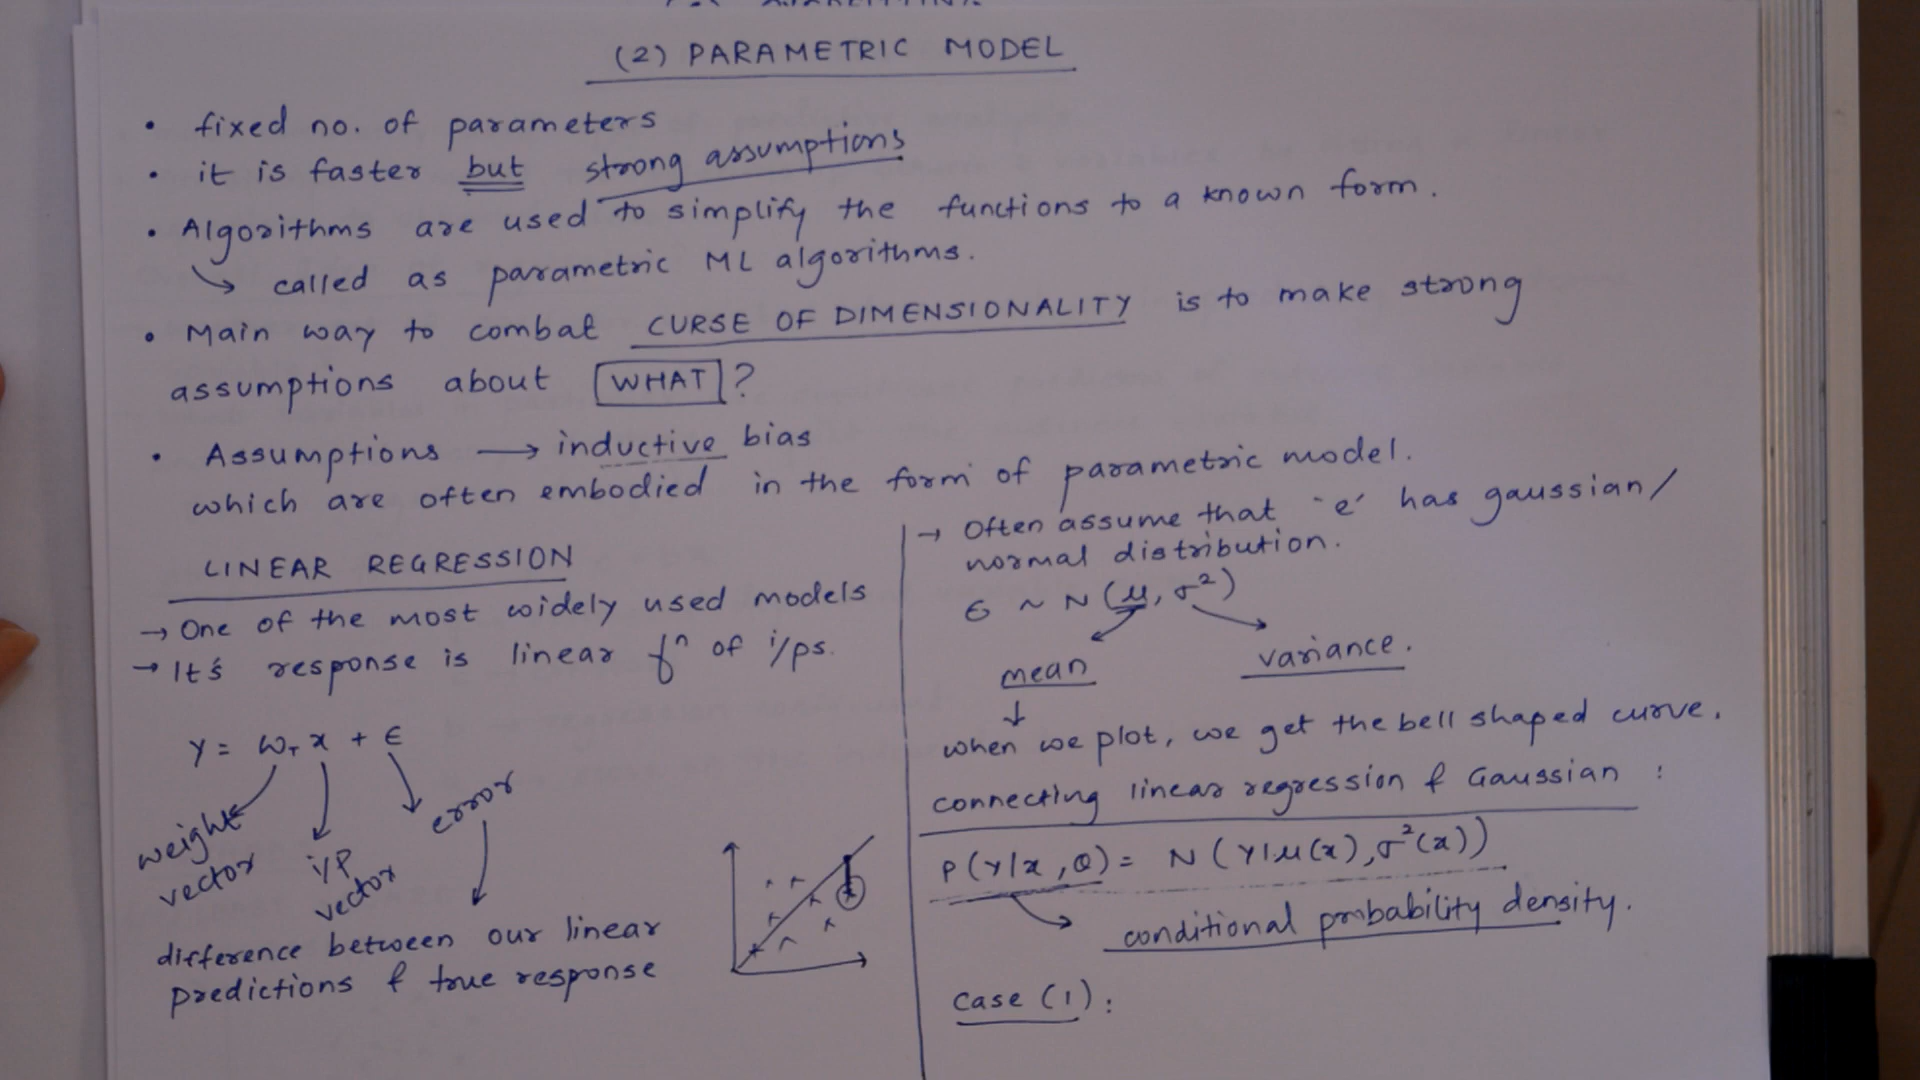 (2) PARAMETRIC MODEL
• fixed no. of parameters
• it is faster but strong assumptions
• Algorithms are used to simplify the functions to a known form.
↳ called as parametric ML algorithms.
• Main way to combat CURSE OF DIMENSIONALITY is to make strong
assumptions about WHAT ?
• Assumptions → inductive bias
which are often embodied in the form of parametric model.
LINEAR REGRESSION
→ One of the most widely used models
→ It's response is linear fⁿ of i/ps.
Y = W_T x + ϵ
weight
vector
i/P
vector
error
difference between our linear
predictions & true response
→ Often assume that 'e' has gaussian/
normal distribution.
ϵ ~ N (μ, σ²)
mean
variance.
↓
when we plot, we get the bell shaped curve.
connecting linear regression & Gaussian :
P(Y|x, θ) = N (Y|μ(x), σ²(x))
conditional probability density.
case (1):